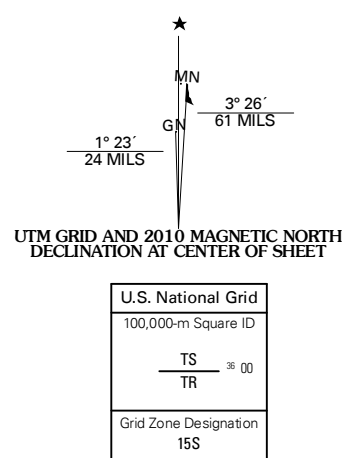 MN
GN
3° 26´
61 MILS
1° 23´
24 MILS
UTM GRID AND 2010 MAGNETIC NORTH
DECLINATION AT CENTER OF SHEET
U.S. National Grid
100,000-m Square ID
TS
36 00
TR
Grid Zone Designation
15S